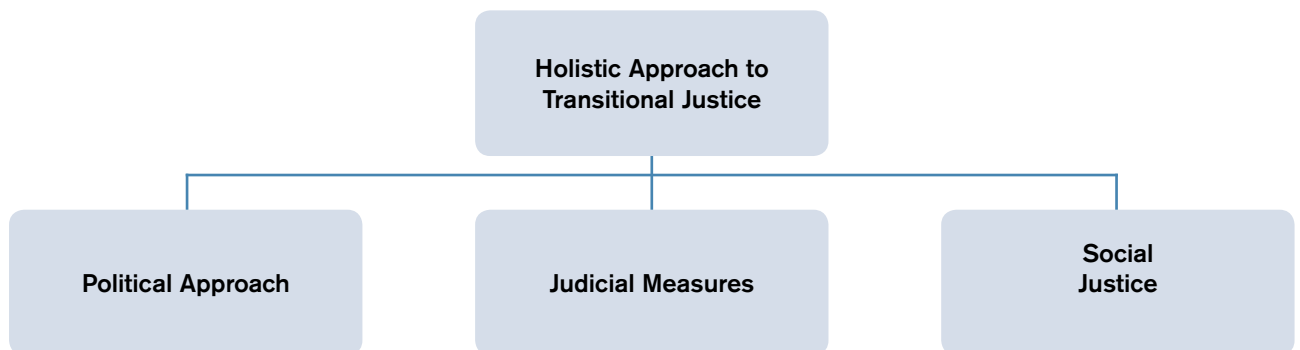 Holistic Approach to
Transitional Justice
Political Approach
Judicial Measures
Social
Justice